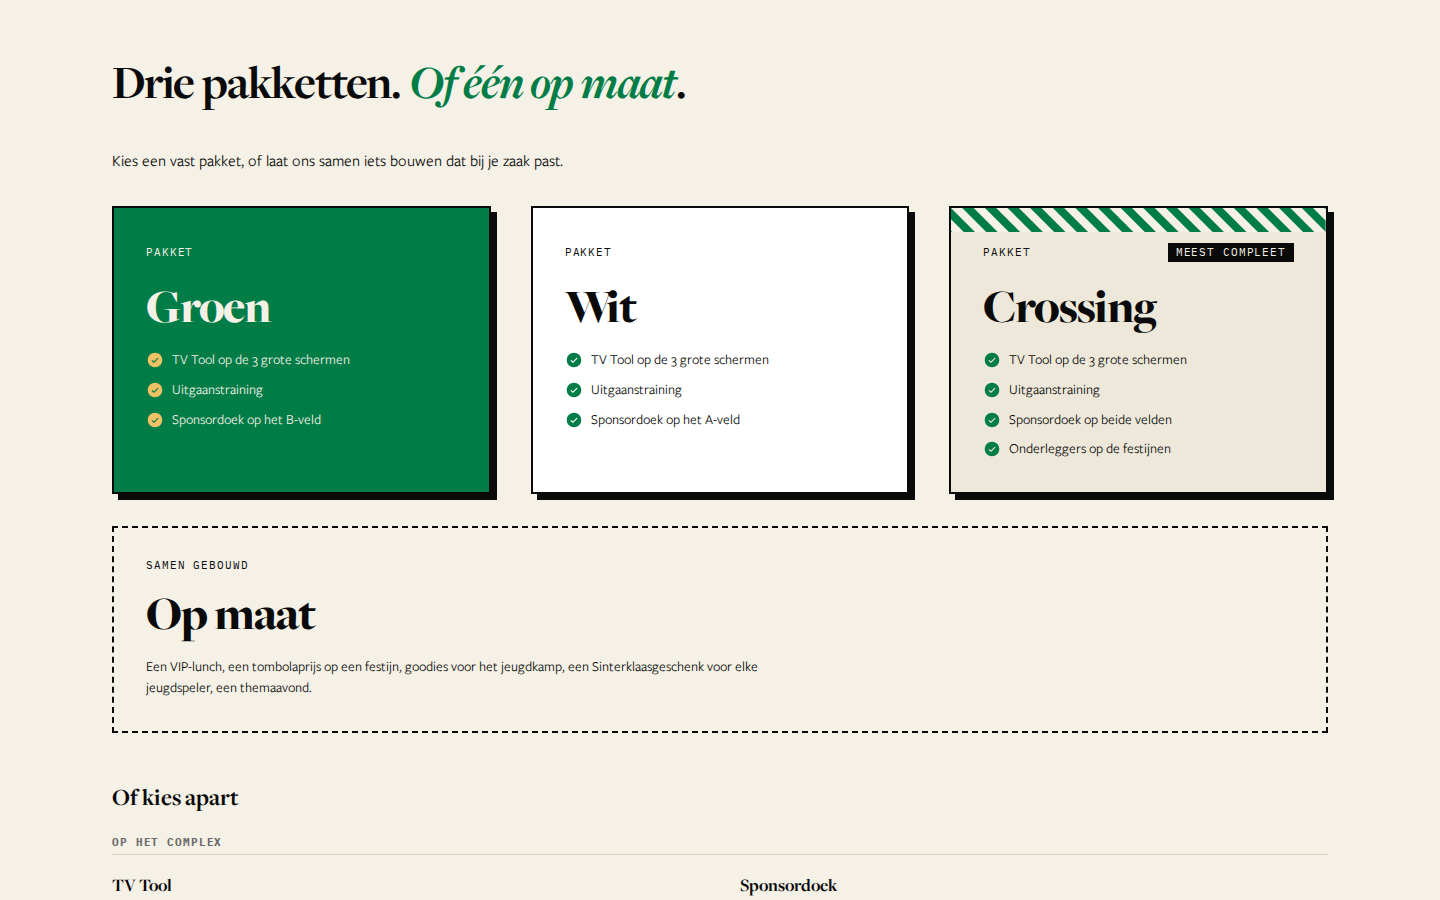 Drie pakketten. Of één op maat.
Kies een vast pakket, of laat ons samen iets bouwen dat bij je zaak past.
PAKKET
Groen
TV Tool op de 3 grote schermen
Uitgaanstraining
Sponsordoek op het B-veld
PAKKET
Wit
TV Tool op de 3 grote schermen
Uitgaanstraining
Sponsordoek op het A-veld
PAKKET
MEEST COMPLEET
Crossing
TV Tool op de 3 grote schermen
Uitgaanstraining
Sponsordoek op beide velden
Onderleggers op de festijnen
SAMEN GEBOUWD
Op maat
Een VIP-lunch, een tombolaprijs op een festijn, goodies voor het jeugdkamp, een Sinterklaasgeschenk voor elke
jeugdspeler, een themaavond.
Of kies apart
OP HET COMPLEX
TV Tool
Sponsordoek